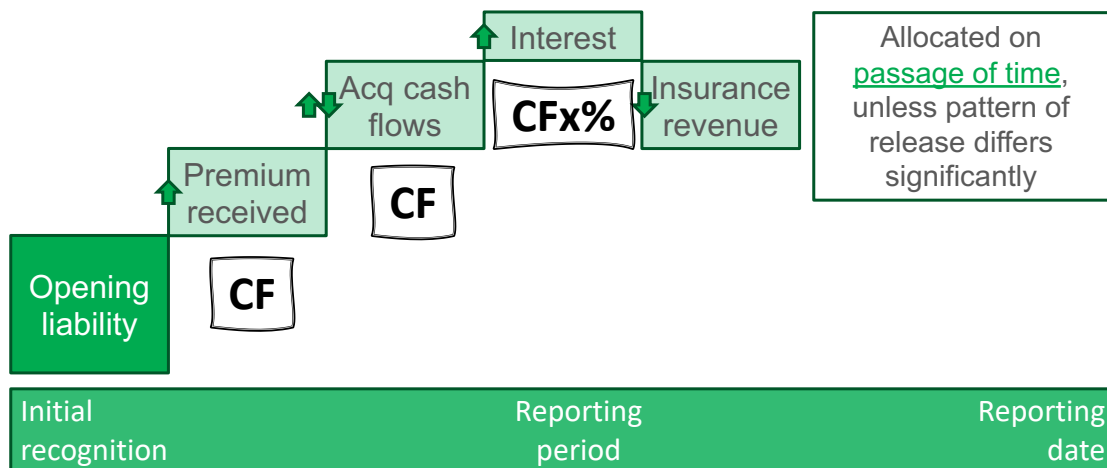 Opening
liability
Premium
received
CF
Acq cash
flows
CF
Interest
CFx%
Insurance
revenue
Allocated on
passage of time,
unless pattern of
release differs
significantly
Initial
recognition
Reporting
period
Reporting
date